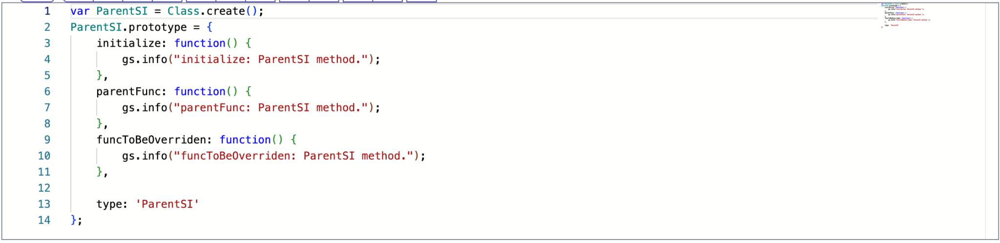 1 var ParentSI = Class.create();
2 ParentSI.prototype = {
3 initialize: function() {
4 gs.info("initialize: ParentSI method.");
5 },
6 parentFunc: function() {
7 gs.info("parentFunc: ParentSI method.");
8 },
9 funcToBeOverriden: function() {
10 gs.info("funcToBeOverriden: ParentSI method.");
11 },
12
13 type: 'ParentSI'
14 };